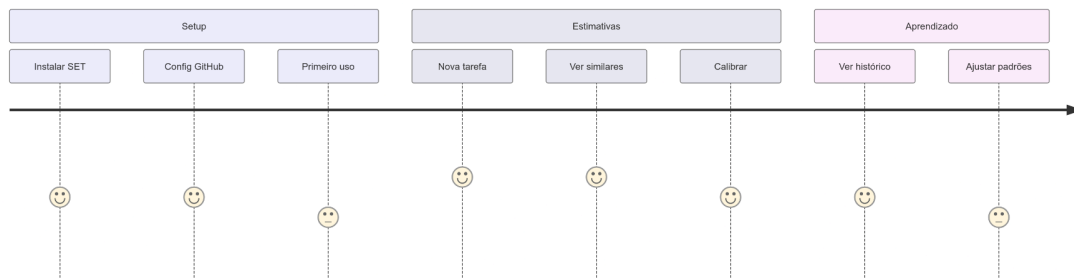 Setup
Estimativas
Aprendizado
Instalar SET
Config GitHub
Primeiro uso
Nova tarefa
Ver similares
Calibrar
Ver histórico
Ajustar padrões